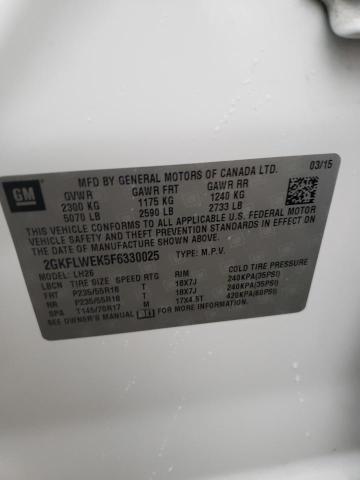 GM
MFD BY GENERAL MOTORS OF CANADA LTD. 03/15
GVWR GAWR FRT GAWR RR
2300 KG 1175 KG 1240 KG
5070 LB 2590 LB 2733 LB
THIS VEHICLE CONFORMS TO ALL APPLICABLE U.S. FEDERAL MOTOR
VEHICLE SAFETY AND THEFT PREVENTION STANDARDS IN EFFECT ON
THE DATE OF MANUFACTURE SHOWN ABOVE.
2GKFLWEK5F6330025 TYPE: M.P.V.
MODEL: LH26
LBCN TIRE SIZE SPEED RTG RIM COLD TIRE PRESSURE
FRT P235/55R18 T 18X7J 240KPA(35PSI)
RR P235/55R18 T 18X7J 240KPA(35PSI)
SPA T145/70R17 M 17X4.5T 420KPA(60PSI)
SEE OWNER'S MANUAL